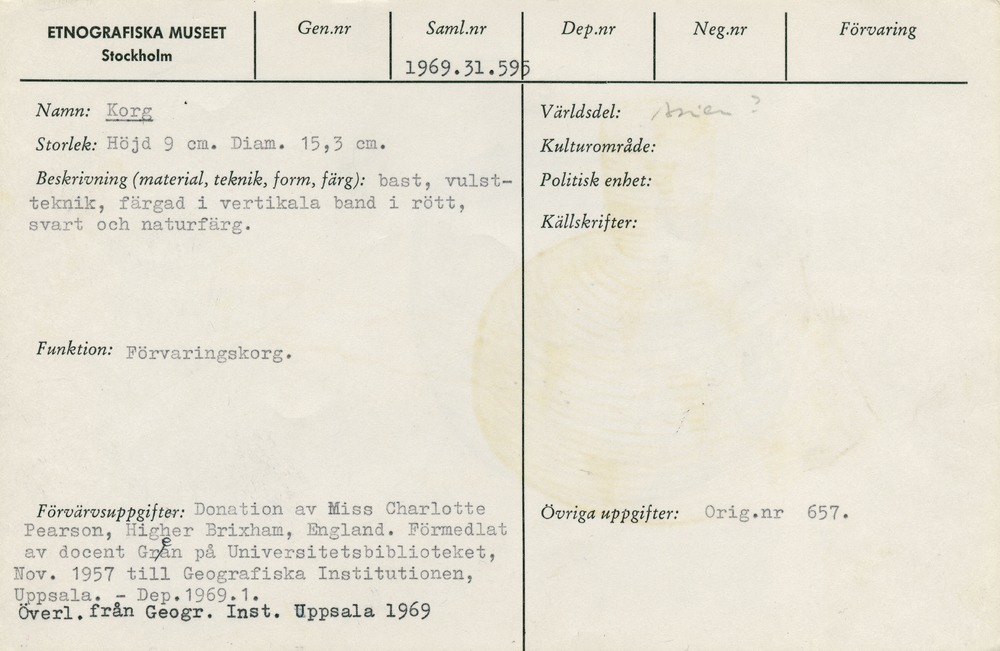 ETNOGRAFISKA MUSEET
Stockholm
Gen.nr
Saml.nr
1969.31.595
Dep.nr
Neg.nr
Förvaring
Namn: Korg
Storlek: Höjd 9 cm. Diam. 15,3 cm.
Beskrivning (material, teknik, form, färg): bast, vulst-
teknik, färgad i vertikala band i rött,
svart och naturfärg.
Funktion: Förvaringskorg.
Förvärvsuppgifter: Donation av Miss Charlotte
Pearson, Higher Brixham, England. Förmedlat
av docent Gren på Universitetsbiblioteket,
Nov. 1957 till Geografiska Institutionen,
Uppsala. - Dep.1969.1.
Överl.från Geogr. Inst. Uppsala 1969
Världsdel: Asien ?
Kulturområde:
Politisk enhet:
Källskrifter:
Övriga uppgifter: Orig.nr 657.